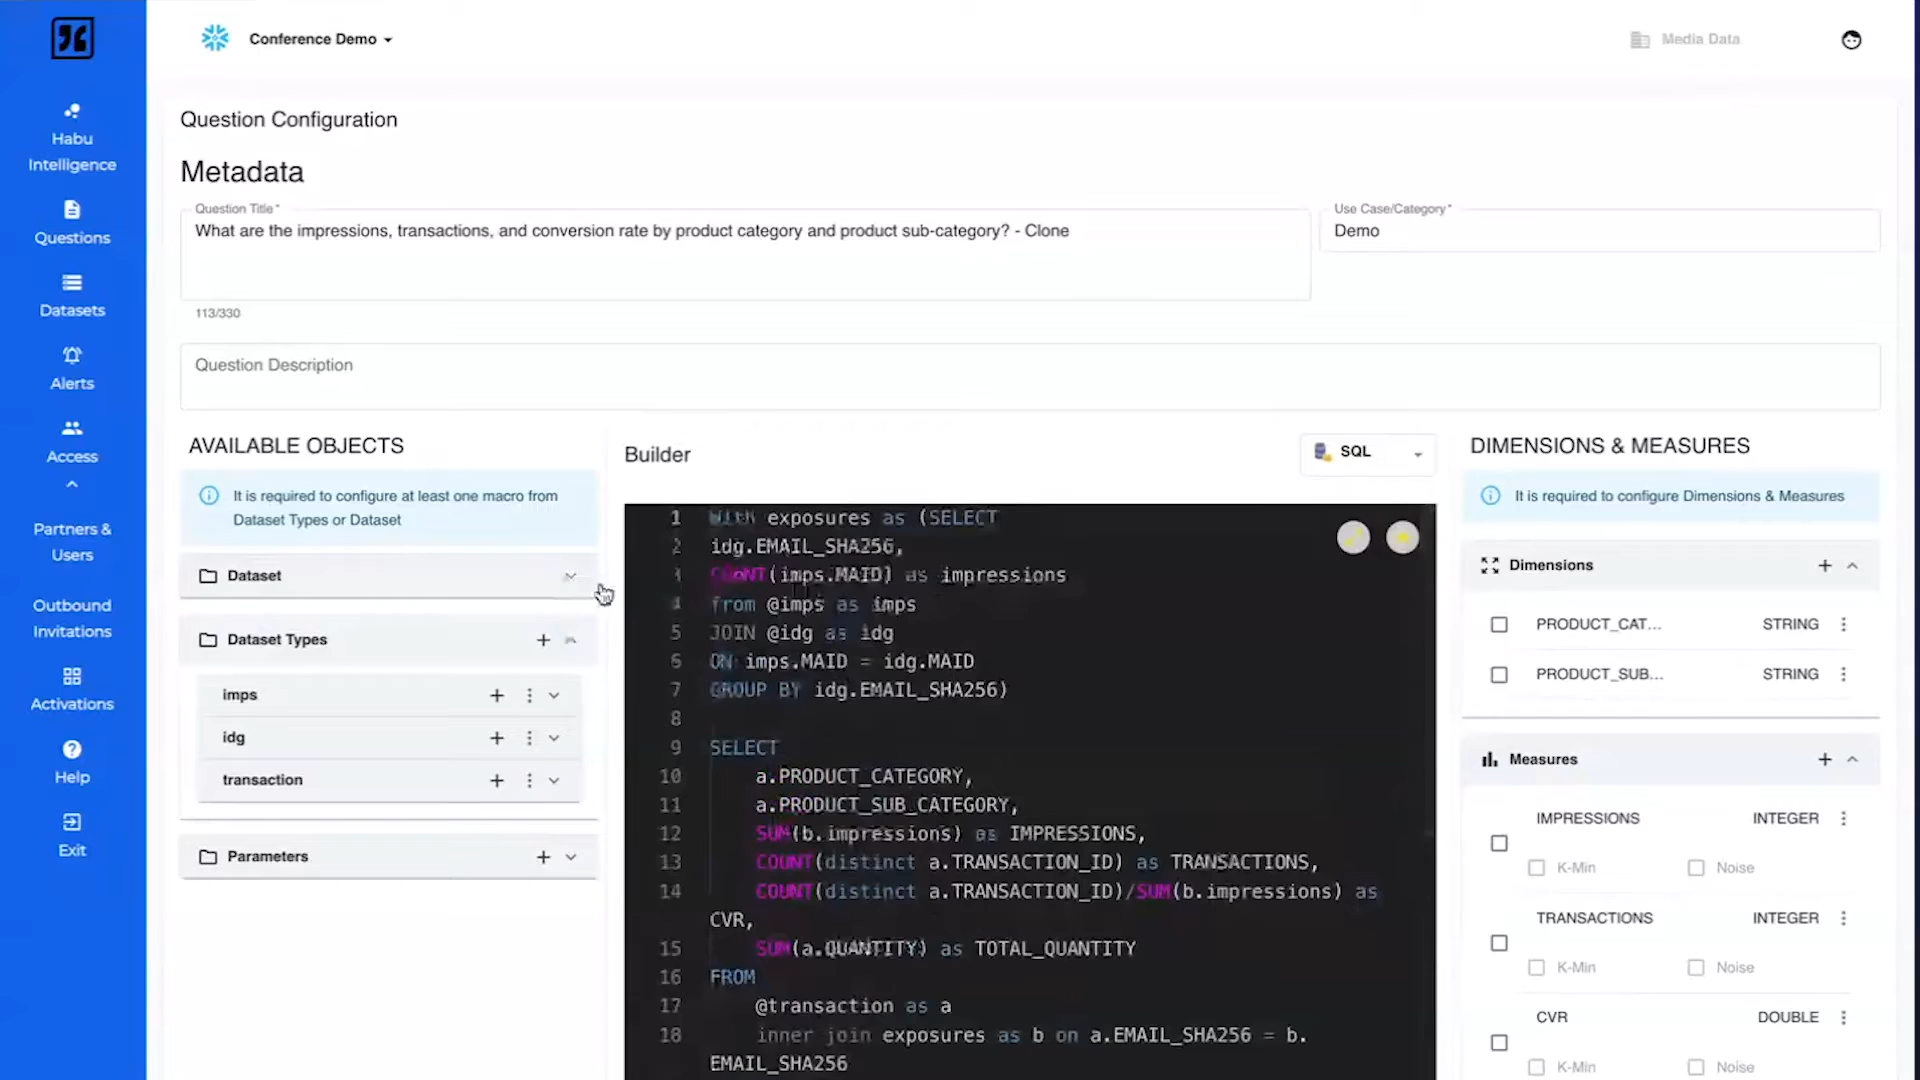 Conference Demo
Media Data
Habu
Intelligence
Questions
Datasets
Alerts
Access
Partners &
Users
Outbound
Invitations
Activations
Help
Exit
Question Configuration
Metadata
Question Title *
What are the impressions, transactions, and conversion rate by product category and product sub-category? - Clone
113/330
Use Case/Category *
Demo
Question Description
AVAILABLE OBJECTS
It is required to configure at least one macro from
Dataset Types or Dataset
Dataset
Dataset Types
imps
idg
transaction
Parameters
Builder
SQL
1 With exposures as (SELECT
2 idg.EMAIL_SHA256,
3 COUNT(imps.MAID) as impressions
4 from @imps as imps
5 JOIN @idg as idg
6 ON imps.MAID = idg.MAID
7 GROUP BY idg.EMAIL_SHA256)
8
9 SELECT
10 a.PRODUCT_CATEGORY,
11 a.PRODUCT_SUB_CATEGORY,
12 SUM(b.impressions) as IMPRESSIONS,
13 COUNT(distinct a.TRANSACTION_ID) as TRANSACTIONS,
14 COUNT(distinct a.TRANSACTION_ID)/SUM(b.impressions) as
CVR,
15 SUM(a.QUANTITY) as TOTAL_QUANTITY
16 FROM
17 @transaction as a
18 inner join exposures as b on a.EMAIL_SHA256 = b.
EMAIL_SHA256
DIMENSIONS & MEASURES
It is required to configure Dimensions & Measures
Dimensions
PRODUCT_CAT... STRING
PRODUCT_SUB... STRING
Measures
IMPRESSIONS INTEGER
K-Min Noise
TRANSACTIONS INTEGER
K-Min Noise
CVR DOUBLE
K-Min Noise